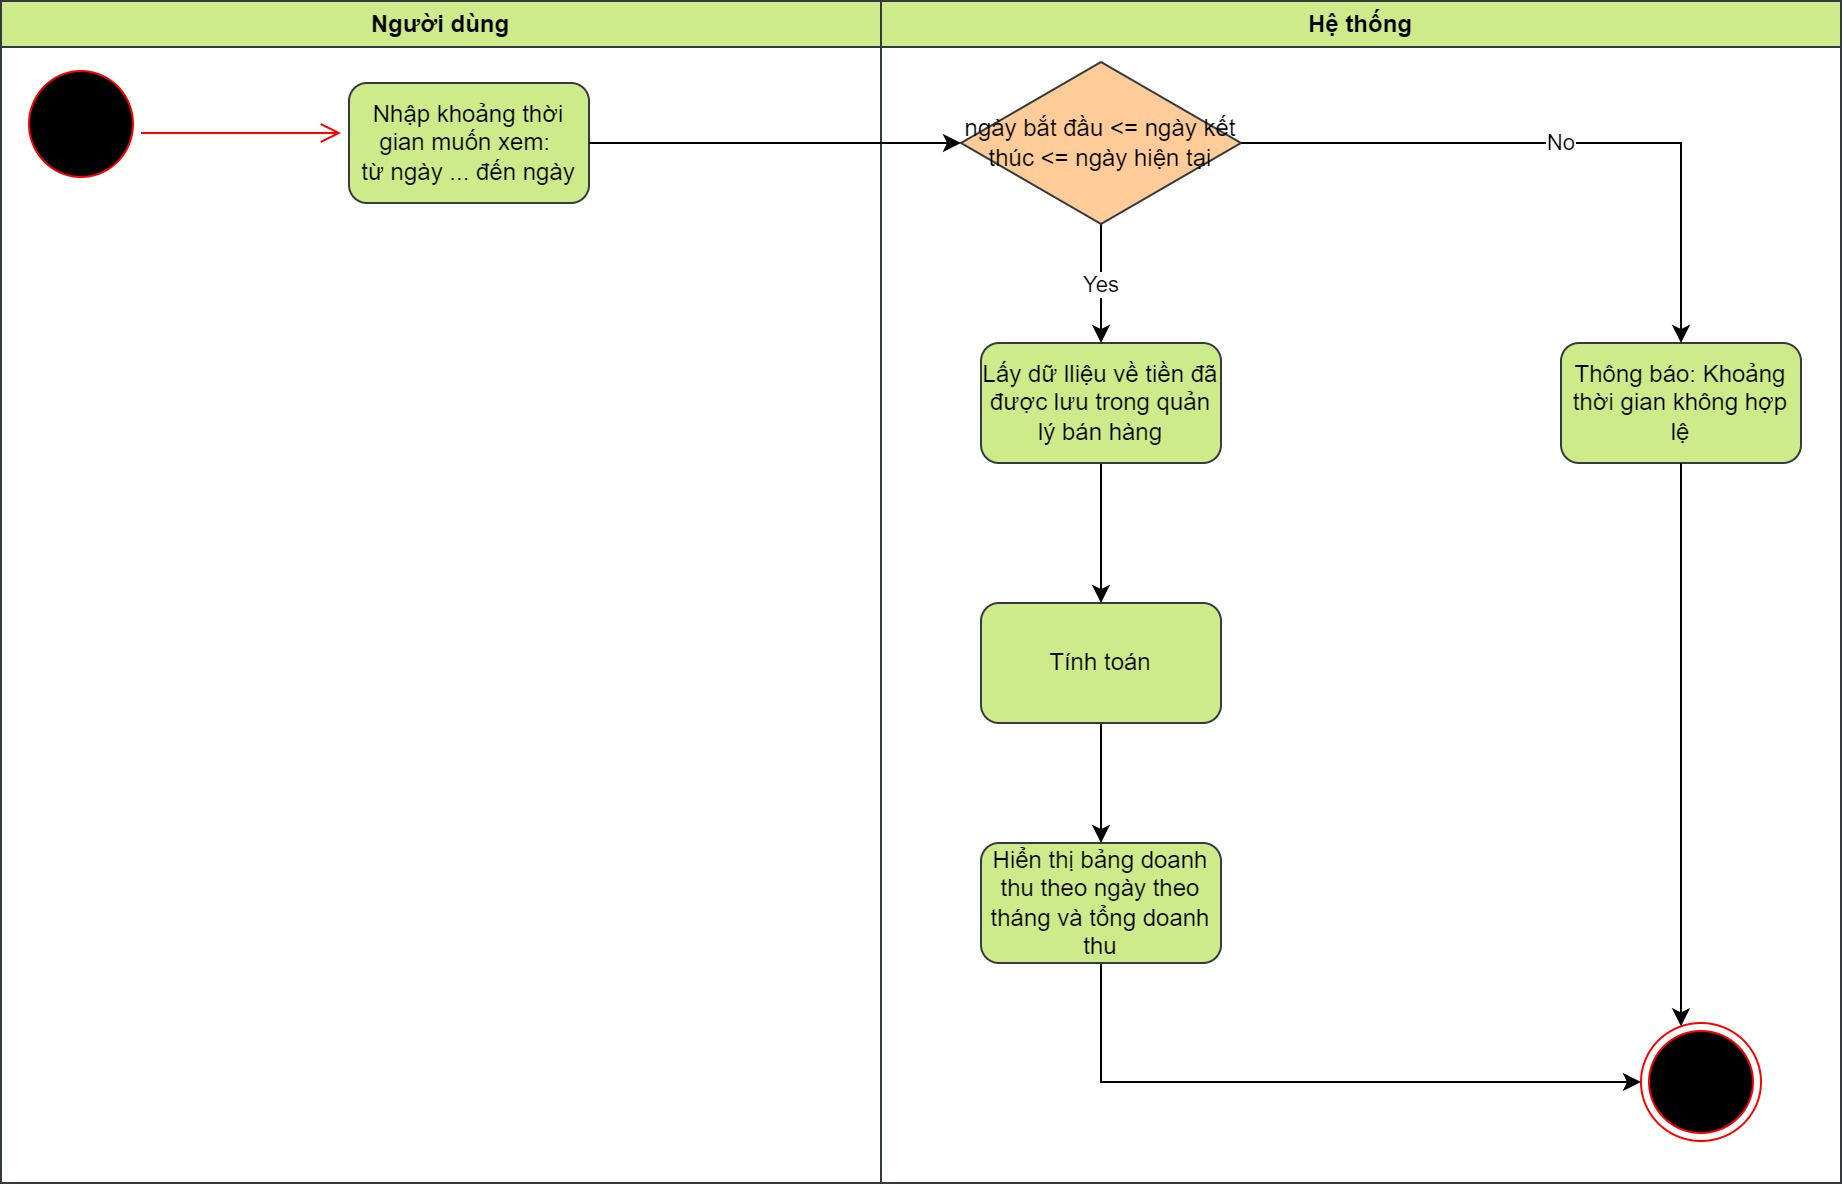 Người dùng
Hệ thống
Nhập khoảng thời
gian muốn xem:
từ ngày ... đến ngày
ngày bắt đầu <= ngày kết
thúc <= ngày hiện tại
No
Yes
Lấy dữ lliệu về tiền đã
được lưu trong quản
lý bán hàng
Thông báo: Khoảng
thời gian không hợp
lệ
Tính toán
Hiển thị bảng doanh
thu theo ngày theo
tháng và tổng doanh
thu